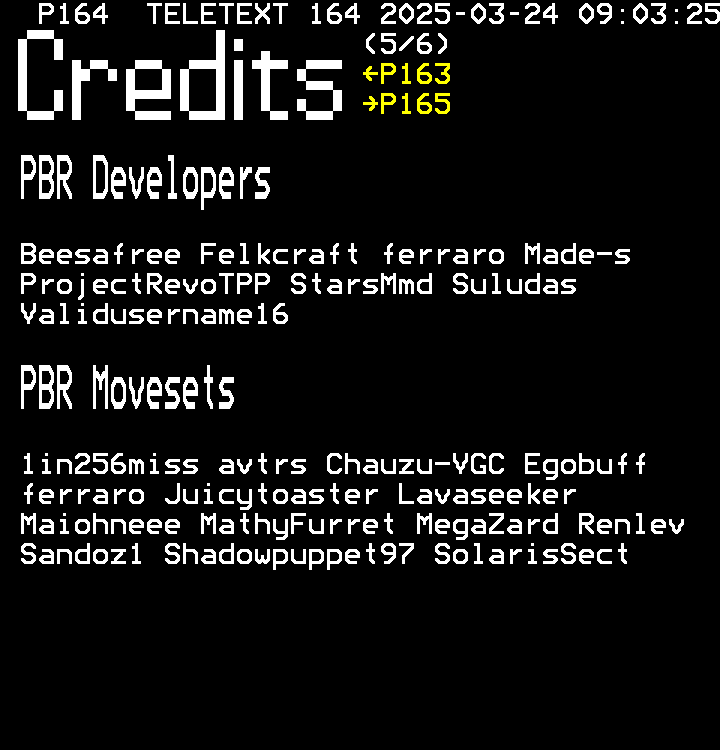 P164 TELETEXT 164 2025-03-24 09:03:25
Credits
(5/6)
←P163
→P165
PBR Developers
Beesafree Felkcraft ferraro Made-s
ProjectRevoTPP StarsMmd Suludas
Validusername16
PBR Movesets
1in256miss avtrs Chauzu-VGC Egobuff
ferraro Juicytoaster Lavaseeker
Maiohneee MathyFurret MegaZard Renlev
Sandoz1 Shadowpuppet97 SolarisSect